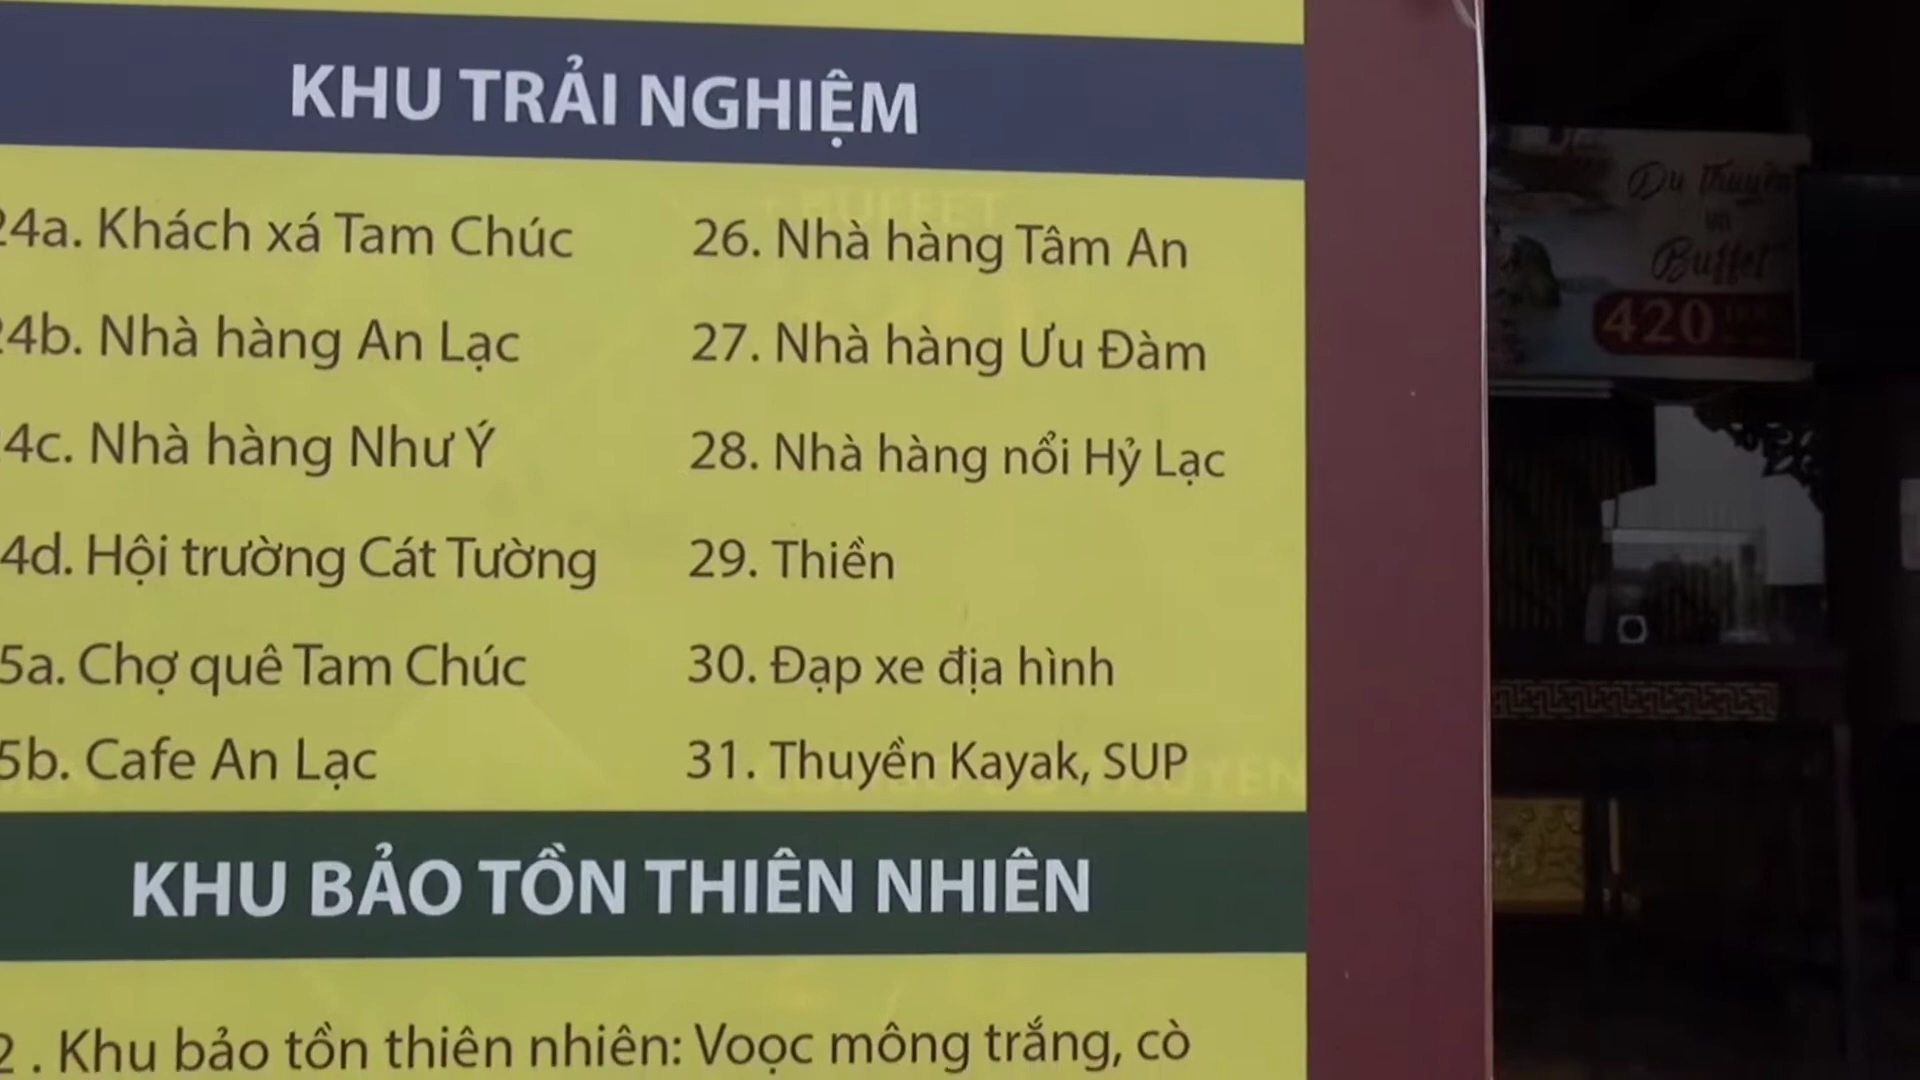 KHU TRẢI NGHIỆM
24a. Khách xá Tam Chúc
24b. Nhà hàng An Lạc
4c. Nhà hàng Như Ý
4d. Hội trường Cát Tường
5a. Chợ quê Tam Chúc
5b. Cafe An Lạc
26. Nhà hàng Tâm An
27. Nhà hàng Ưu Đàm
28. Nhà hàng nổi Hỷ Lạc
29. Thiền
30. Đạp xe địa hình
31. Thuyền Kayak, SUP
KHU BẢO TỒN THIÊN NHIÊN
2 . Khu bảo tồn thiên nhiên: Voọc mông trắng, cò
Du thuyền
Buffet
420